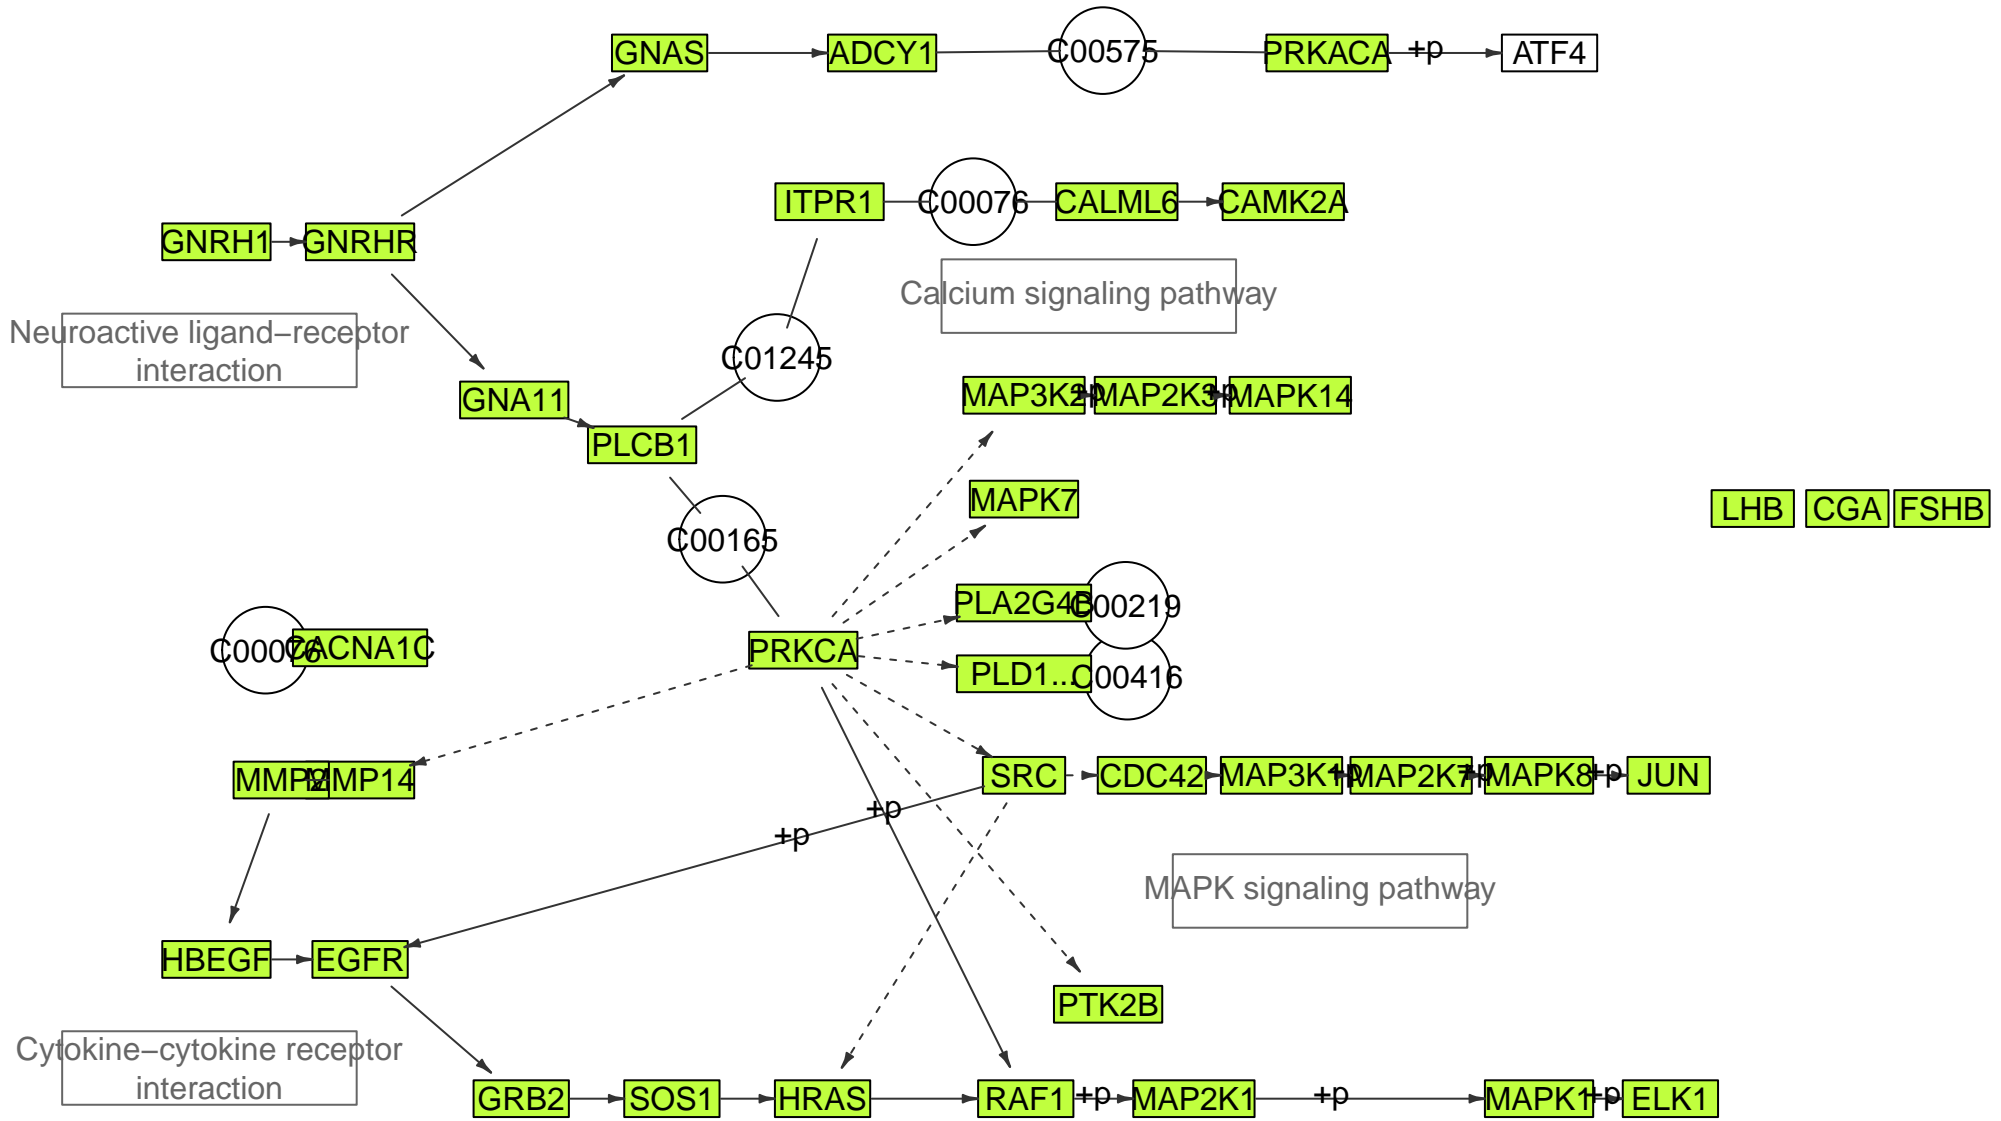 GNAS
ADCY1
C00575
PRKACA
+p
ATF4
ITPR1
C00076
CALML6
CAMK2A
GNRH1
GNRHR
Calcium signaling pathway
Neuroactive ligand–receptor
interaction
C01245
GNA11
MAP3K2
+p
MAP2K3
+p
MAPK14
PLCB1
MAPK7
LHB
CGA
FSHB
C00165
PLA2G4B
C00219
C00076
CACNA1C
PRKCA
PLD1...
C00416
MMP2
MMP14
SRC
CDC42
MAP3K1
+p
MAP2K7
+p
MAPK8
+p
JUN
+p
+p
MAPK signaling pathway
HBEGF
EGFR
PTK2B
Cytokine–cytokine receptor
interaction
GRB2
SOS1
HRAS
RAF1
+p
MAP2K1
+p
MAPK1
+p
ELK1